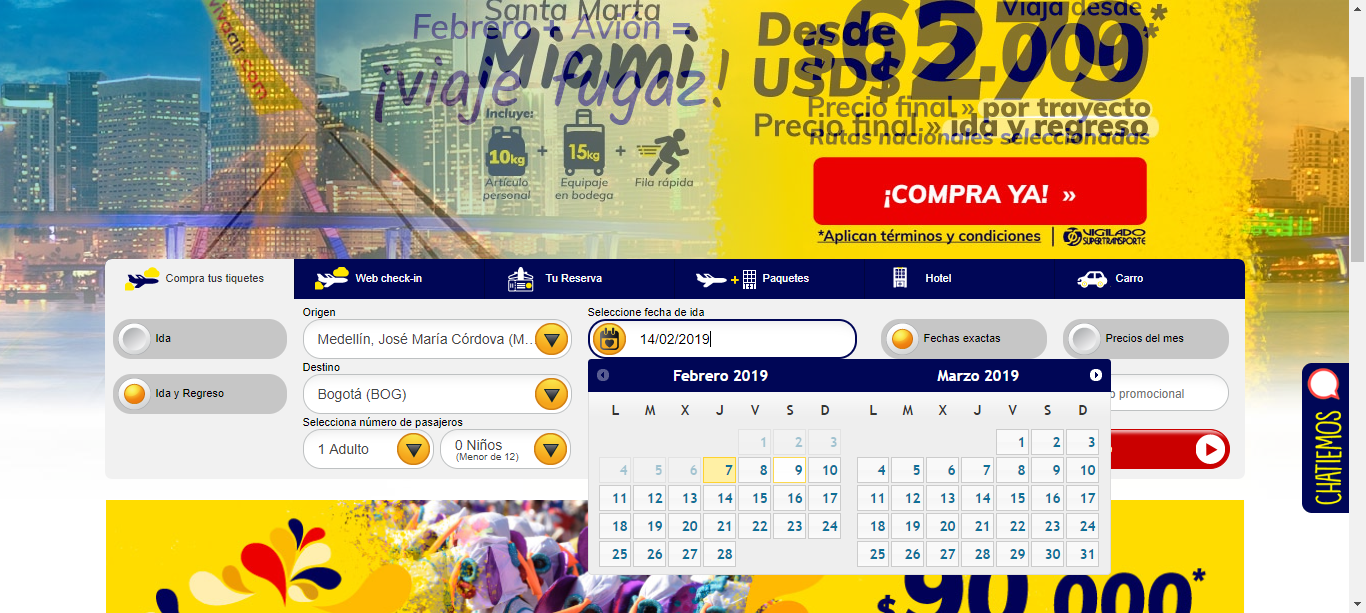 vivaair.com
Santa Marta
Febrero + Avión =
¡Miami
¡viaje fugaz!
Incluye:
10kg + 15kg +
Artículo personal
Equipaje en bodega
Fila rápida
Viaja desde
Desde
USD$
Precio final » por trayecto
Precio final » ida y regreso
Rutas nacionales seleccionadas
¡COMPRA YA! »
*Aplican términos y condiciones | VIGILADO SUPERTRANSPORTE
Compra tus tiquetes Web check-in Tu Reserva + Paquetes Hotel Carro
Origen
Seleccione fecha de ida
Ida
Medellín, José María Córdova (M...
14/02/2019
Fechas exactas
Precios del mes
Destino
Ida y Regreso
Bogotá (BOG)
promocional
Selecciona número de pasajeros
1 Adulto
0 Niños
(Menor de 12)
Febrero 2019
L M X J V S D
1 2 3
4 5 6 7 8 9 10
11 12 13 14 15 16 17
18 19 20 21 22 23 24
25 26 27 28
Marzo 2019
L M X J V S D
1 2 3
4 5 6 7 8 9 10
11 12 13 14 15 16 17
18 19 20 21 22 23 24
25 26 27 28 29 30 31
CHATIEMOS
$90.000*